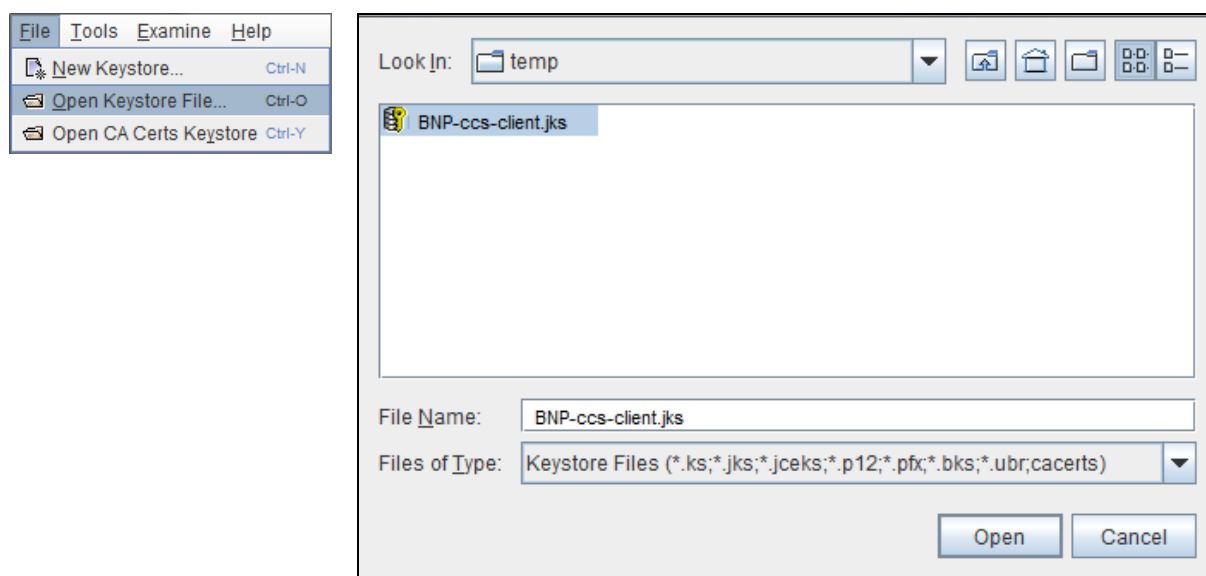 File Tools Examine Help
New Keystore... Ctrl-N
Open Keystore File... Ctrl-O
Open CA Certs Keystore Ctrl-Y
Look In: temp
BNP-ccs-client.jks
File Name: BNP-ccs-client.jks
Files of Type: Keystore Files (*.ks;*.jks;*.jceks;*.p12;*.pfx;*.bks;*.ubr;cacerts)
Open Cancel